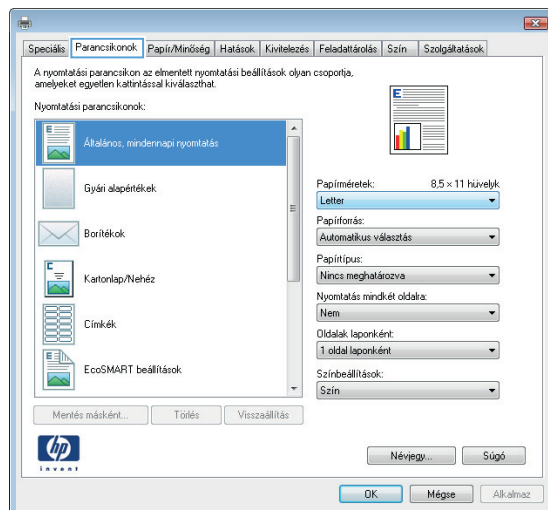 Speciális Parancsikonok Papír/Minőség Hatások Kivitelezés Feladattárolás Szín Szolgáltatások
A nyomtatási parancsikon az elmentett nyomtatási beállítások olyan csoportja,
amelyeket egyetlen kattintással kiválaszthat.
Nyomtatási parancsikonok:
Általános, mindennapi nyomtatás
Gyári alapértékek
Borítékok
Kartonlap/Nehéz
Címkék
EcoSMART beállítások
Mentés másként... Törlés Visszaállítás
Papírméretek: 8,5 × 11 hüvelyk
Letter
Papírforrás:
Automatikus választás
Papírtípus:
Nincs meghatározva
Nyomtatás mindkét oldalra:
Nem
Oldalak laponként:
1 oldal laponként
Színbeállítások:
Szín
hp
invent
Névjegy... Súgó
OK Mégse Alkalmaz